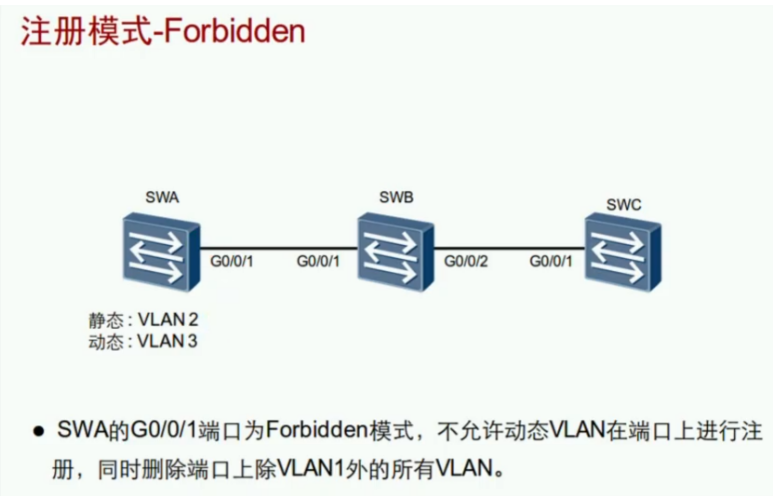 注册模式-Forbidden
SWA
SWB
SWC
G0/0/1
G0/0/1
G0/0/2
G0/0/1
静态：VLAN 2
动态：VLAN 3
● SWA的G0/0/1端口为Forbidden模式，不允许动态VLAN在端口上进行注
册，同时删除端口上除VLAN1外的所有VLAN。